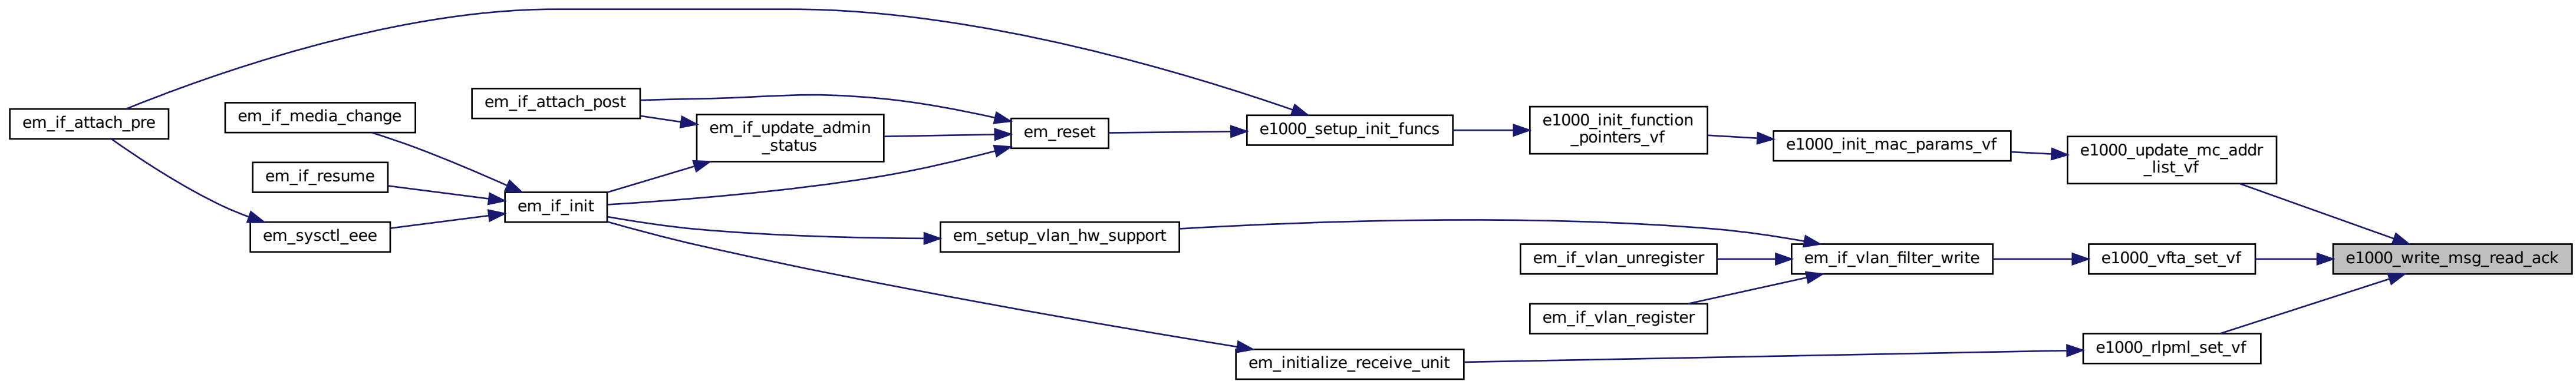 em_if_attach_pre
em_if_media_change
em_if_resume
em_sysctl_eee
em_if_attach_post
em_if_init
em_if_update_admin
_status
em_reset
em_setup_vlan_hw_support
e1000_setup_init_funcs
em_initialize_receive_unit
e1000_init_function
_pointers_vf
em_if_vlan_unregister
em_if_vlan_register
e1000_init_mac_params_vf
em_if_vlan_filter_write
e1000_update_mc_addr
_list_vf
e1000_vfta_set_vf
e1000_rlpml_set_vf
e1000_write_msg_read_ack